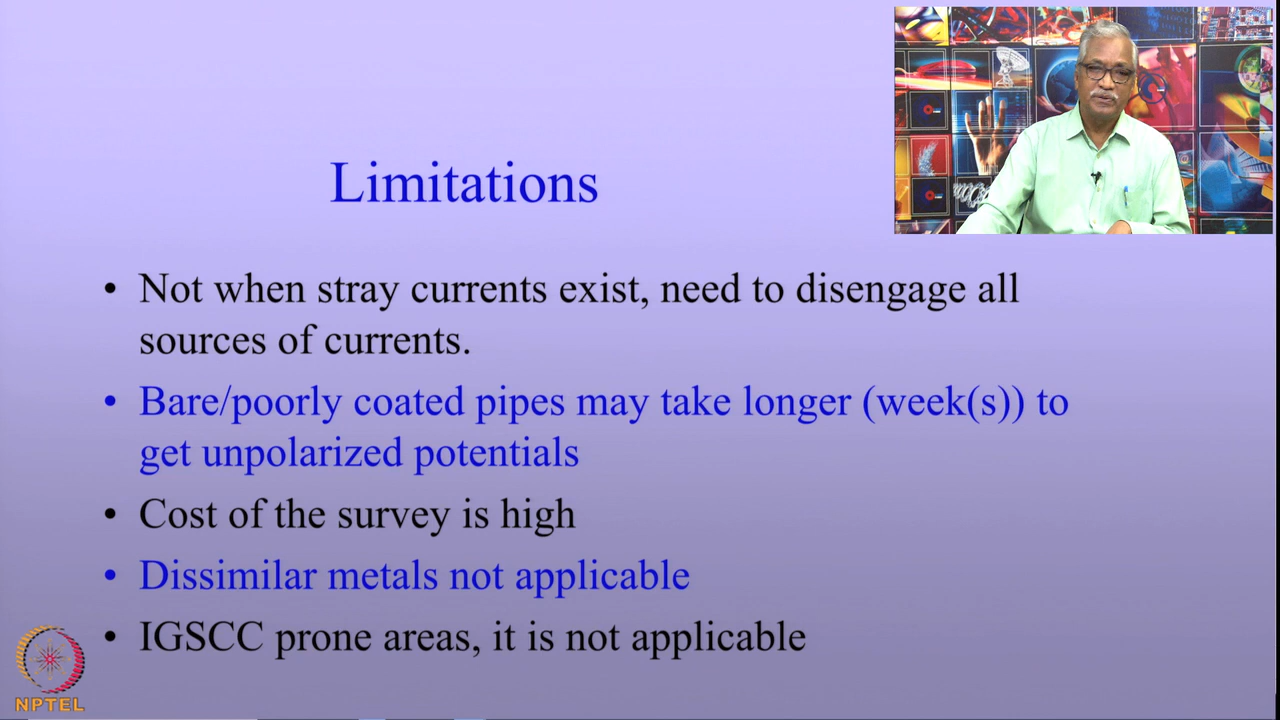 Limitations
• Not when stray currents exist, need to disengage all
sources of currents.
• Bare/poorly coated pipes may take longer (week(s)) to
get unpolarized potentials
• Cost of the survey is high
• Dissimilar metals not applicable
• IGSCC prone areas, it is not applicable
NPTEL